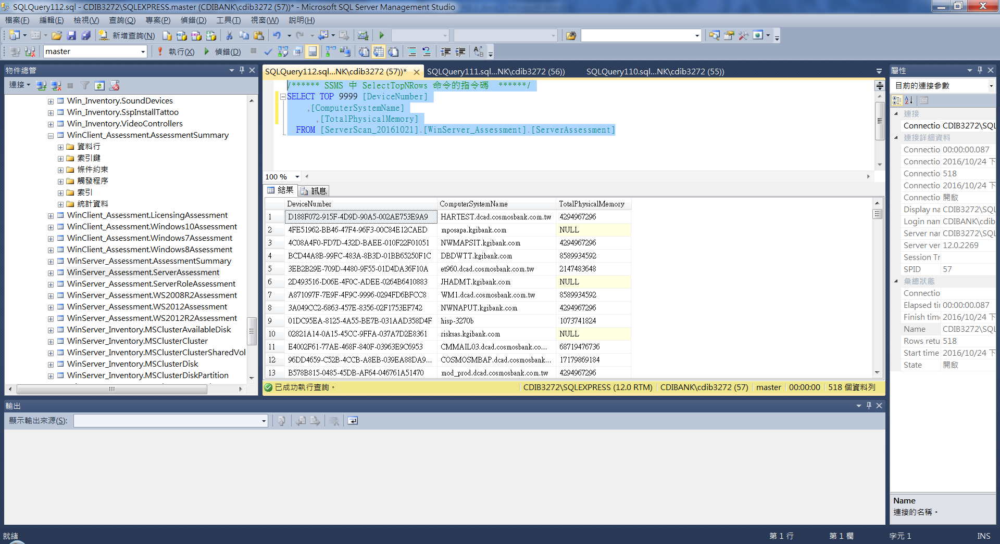 SQLQuery112.sql - CDIB3272\SQLEXPRESS.master (CDIBANK\cdib3272 (57))* - Microsoft SQL Server Management Studio
檔案(F) 編輯(E) 檢視(V) 查詢(Q) 專案(P) 偵錯(D) 工具(T) 視窗(W) 說明(H)
新增查詢(N)
master 執行(X) 偵錯(D)
物件總管
連接
Win_Inventory.SoundDevices
Win_Inventory.SspInstallTattoo
Win_Inventory.VideoControllers
WinClient_Assessment.AssessmentSummary
資料行
索引鍵
條件約束
觸發程序
索引
統計資料
WinClient_Assessment.LicensingAssessment
WinClient_Assessment.Windows10Assessment
WinClient_Assessment.Windows7Assessment
WinClient_Assessment.Windows8Assessment
WinServer_Assessment.AssessmentSummary
WinServer_Assessment.ServerAssessment
WinServer_Assessment.ServerRoleAssessment
WinServer_Assessment.WS2008R2Assessment
WinServer_Assessment.WS2012Assessment
WinServer_Assessment.WS2012R2Assessment
WinServer_Inventory.MSClusterAvailableDisk
WinServer_Inventory.MSClusterCluster
WinServer_Inventory.MSClusterClusterSharedVol
WinServer_Inventory.MSClusterDisk
WinServer_Inventory.MSClusterDiskPartition
SQLQuery112.sql...NK\cdib3272 (57))* SQLQuery111.sql...NK\cdib3272 (56)) SQLQuery110.sql...NK\cdib3272 (55))
/****** SSMS 中 SelectTopNRows 命令的指令碼 ******/
SELECT TOP 9999 [DeviceNumber]
,[ComputerSystemName]
,[TotalPhysicalMemory]
FROM [ServerScan_20161021].[WinServer_Assessment].[ServerAssessment]
100 %
結果 訊息
DeviceNumber ComputerSystemName TotalPhysicalMemory
1 D188F072-915F-4D9D-90A5-002AE753E9A9 HARTEST.dcad.cosmosbank.com.tw 4294967296
2 4FE51962-BB46-47F4-96F3-00C84E12CAED mposapa.kgibank.com NULL
3 4C08A4F0-FD7D-432D-BAEE-010F22F01051 NWMAPSIT.kgibank.com 4294967296
4 BCD44A8B-99FC-483A-8B3D-01BB65250F1C DBDWTT.kgibank.com 8589934592
5 3EB2B29E-709D-4480-9F55-01D4DA36F10A et960.dcad.cosmosbank.com.tw 2147483648
6 2D493516-D06E-4F0C-ADEE-0264B6410883 JHADMT.kgibank.com NULL
7 A871097F-7E9F-4F9C-9996-0294FD6BFCC8 WM1.dcad.cosmosbank.com.tw 8589934592
8 3A049CC2-6863-457E-8356-02F1753EF742 NWNAPUT.kgibank.com 4294967296
9 01DC95EA-8125-4A55-BE7B-031AAD358D4F hisp-3270b 1073741824
10 02821A14-0A15-45CC-9FFA-037A7D2E8361 risksas.kgibank.com NULL
11 E4002F61-77AE-468F-840F-03963E9C6953 CMMAIL03.dcad.cosmosbank.co... 68719476736
12 96DD4659-C52B-4CCB-A8EB-039EA88DA9... COSMOSMBAP.dcad.cosmosbank... 17179869184
13 B578B815-0485-45DB-AF64-046761A51470 mod_prod.dcad.cosmosbank.com.tw 4294967296
已成功執行查詢。 CDIB3272\SQLEXPRESS (12.0 RTM) CDIBANK\cdib3272 (57) master 00:00:00 518 個資料列
屬性
目前的連接參數
連接
Connectio CDIB3272\SQL
連接詳細資料
Connectio 00:00:00.087
Connectio 2016/10/24 下
Connectio 518
Connectio 2016/10/24 下
Connectio 開啟
Display na CDIB3272\SQL
Login nam CDIBANK\cdib
Server nar CDIB3272\SQL
Server ver 12.0.2269
Session Tr
SPID 57
彙總狀態
Connectio
Elapsed ti 00:00:00.087
Finish time 2016/10/24 下
Name CDIB3272\SQL
Rows retu 518
Start time 2016/10/24 下
State 開啟
Name
連接的名稱。
輸出
顯示輸出來源(S):
就緒 第 1 行 第 1 欄 字元 1 INS